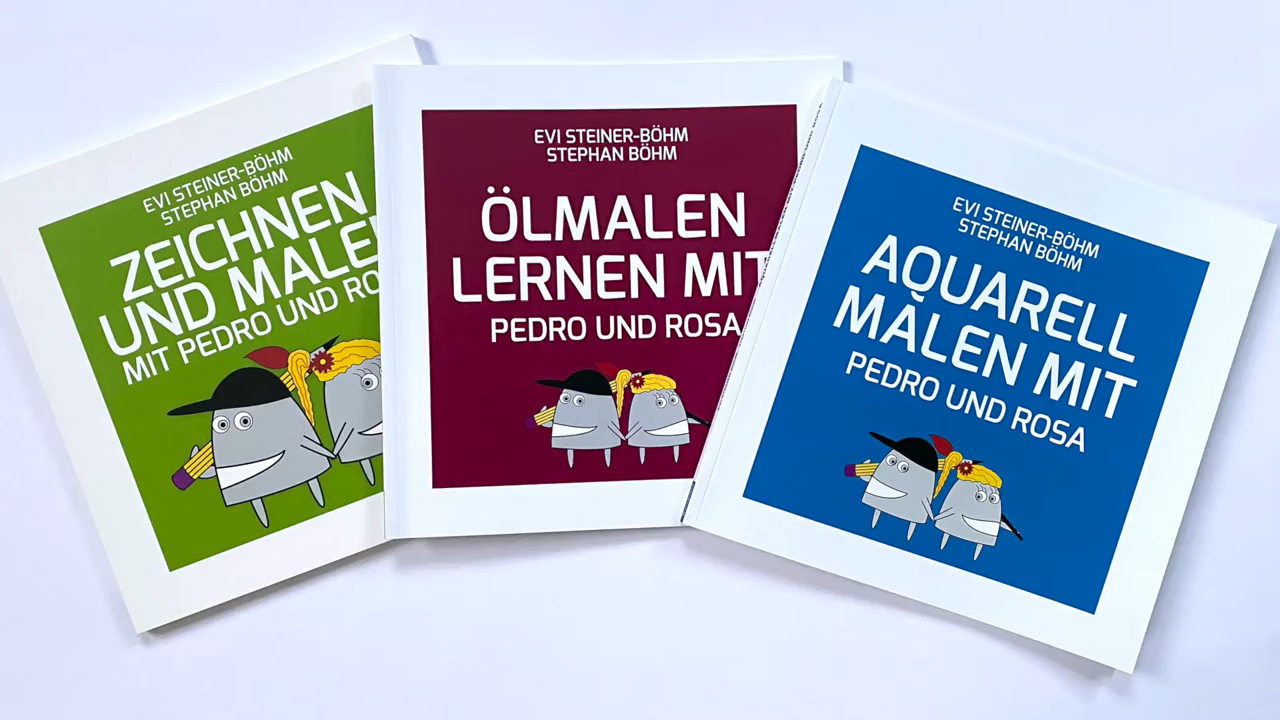 EVI STEINER-BÖHM
STEPHAN BÖHM
ZEICHNEN
UND MALE
MIT PEDRO UND RO
EVI STEINER-BÖHM
STEPHAN BÖHM
ÖLMALEN
LERNEN MIT
PEDRO UND ROSA
EVI STEINER-BÖHM
STEPHAN BÖHM
AQUARELL
MALEN MIT
PEDRO UND ROSA